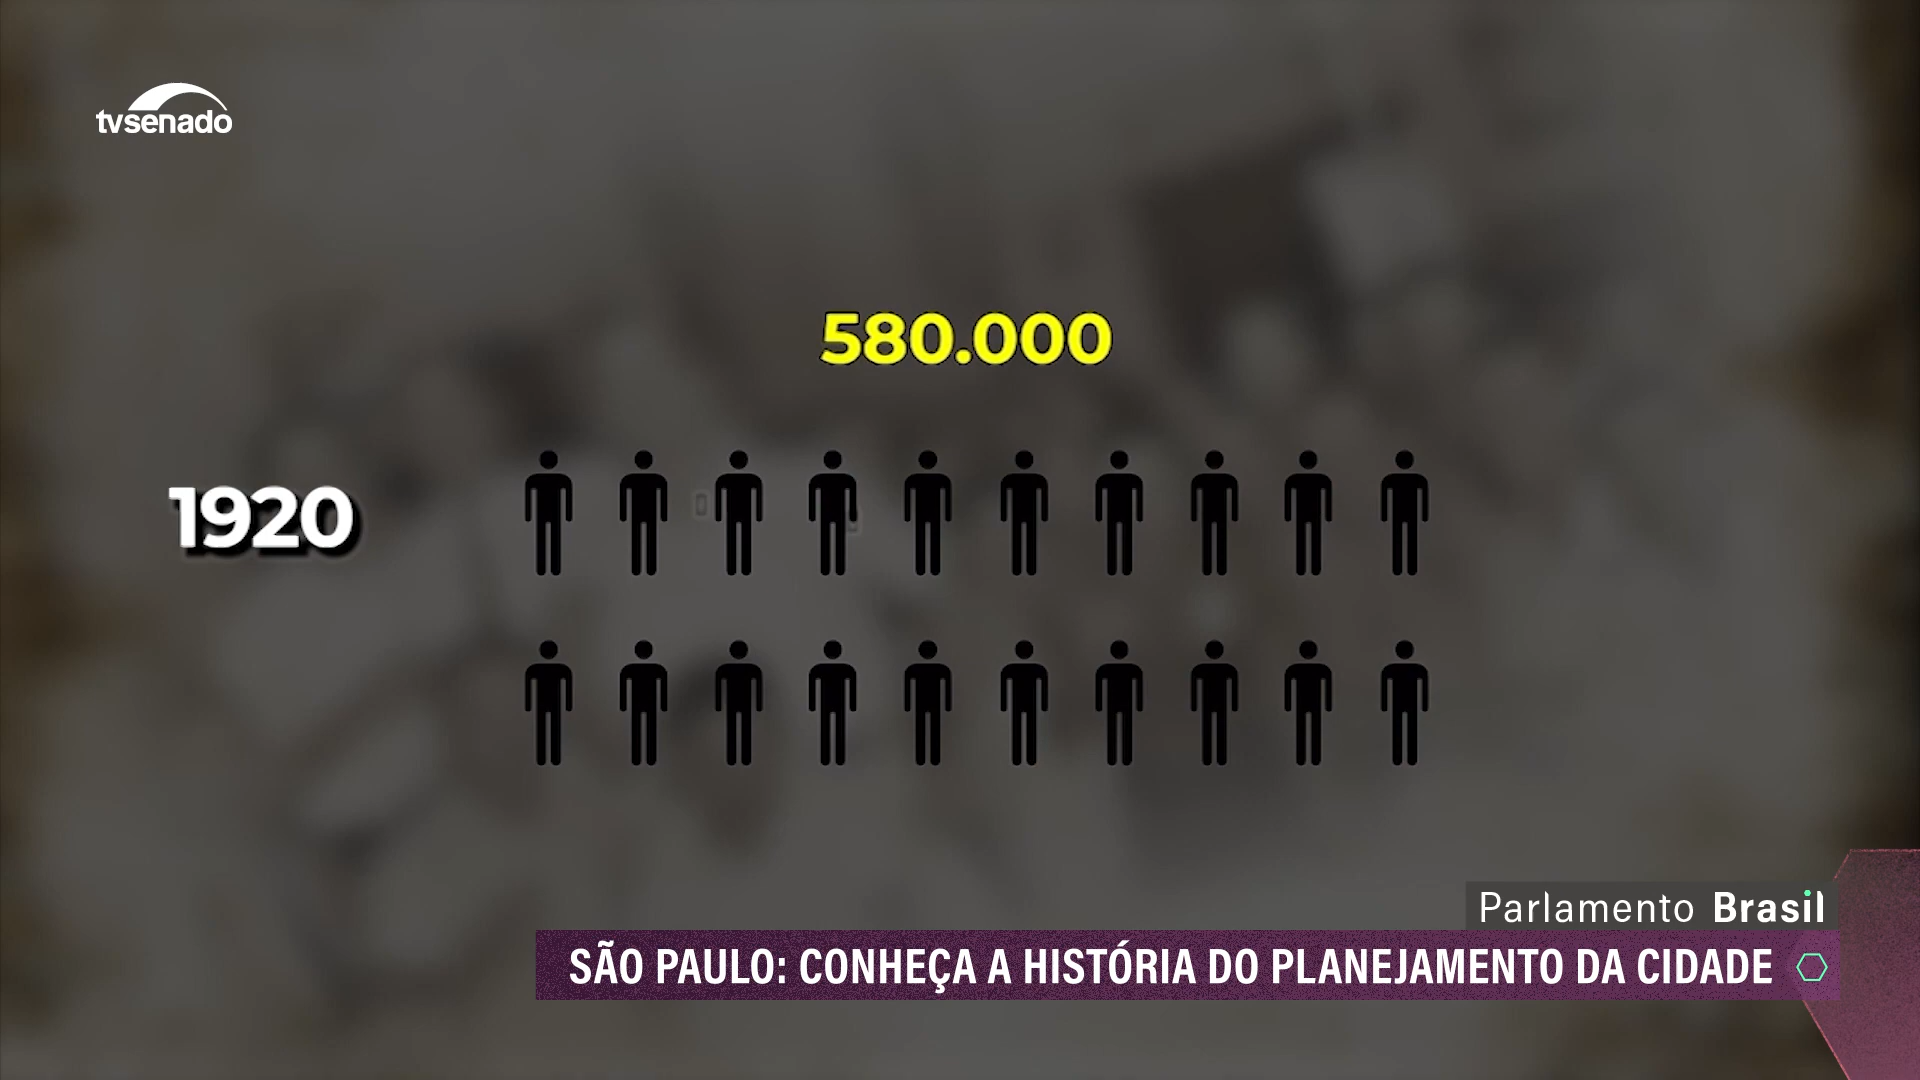 tvsenado
580.000
1920
Parlamento Brasil
SÃO PAULO: CONHEÇA A HISTÓRIA DO PLANEJAMENTO DA CIDADE